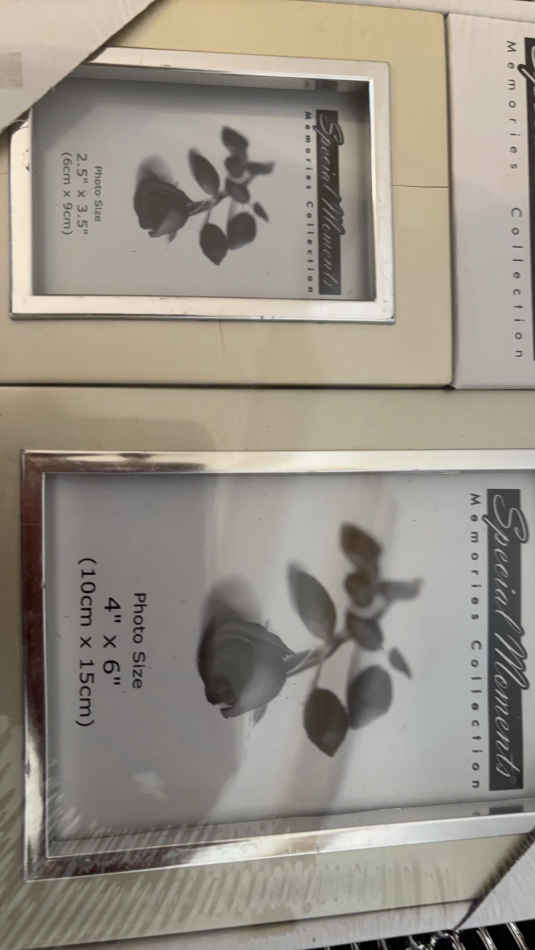 Special Moments
Memories Collection
Photo Size
2.5" x 3.5"
(6cm x 9cm)
Memories Collection
Special Moments
Memories Collection
Photo Size
4" x 6"
(10cm x 15cm)